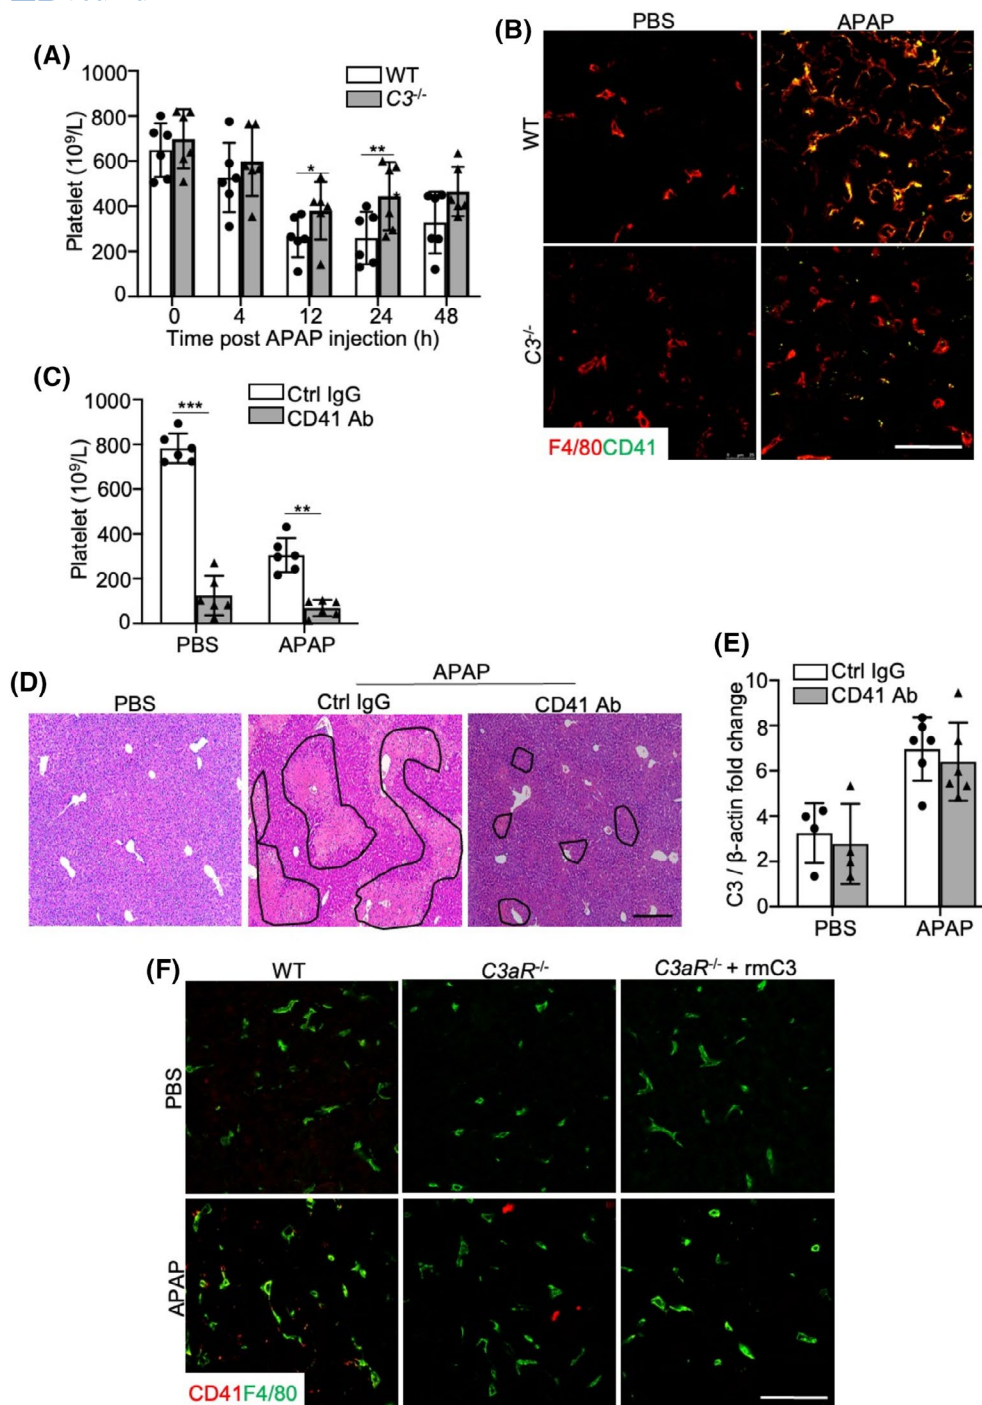 (A)
1000
800
600
400
200
0
Platelet (10⁹/L)
WT
C3⁻/⁻
*
**
0 4 12 24 48
Time post APAP injection (h)
(B)
PBS APAP
WT
C3⁻/⁻
F4/80CD41
(C)
1000
800
600
400
200
0
Platelet (10⁹/L)
Ctrl IgG
CD41 Ab
***
**
PBS APAP
(D)
APAP
PBS Ctrl IgG CD41 Ab
(E)
10
8
6
4
2
0
C3 / β-actin fold change
Ctrl IgG
CD41 Ab
PBS APAP
(F)
WT C3aR⁻/⁻ C3aR⁻/⁻ + rmC3
PBS
APAP
CD41F4/80